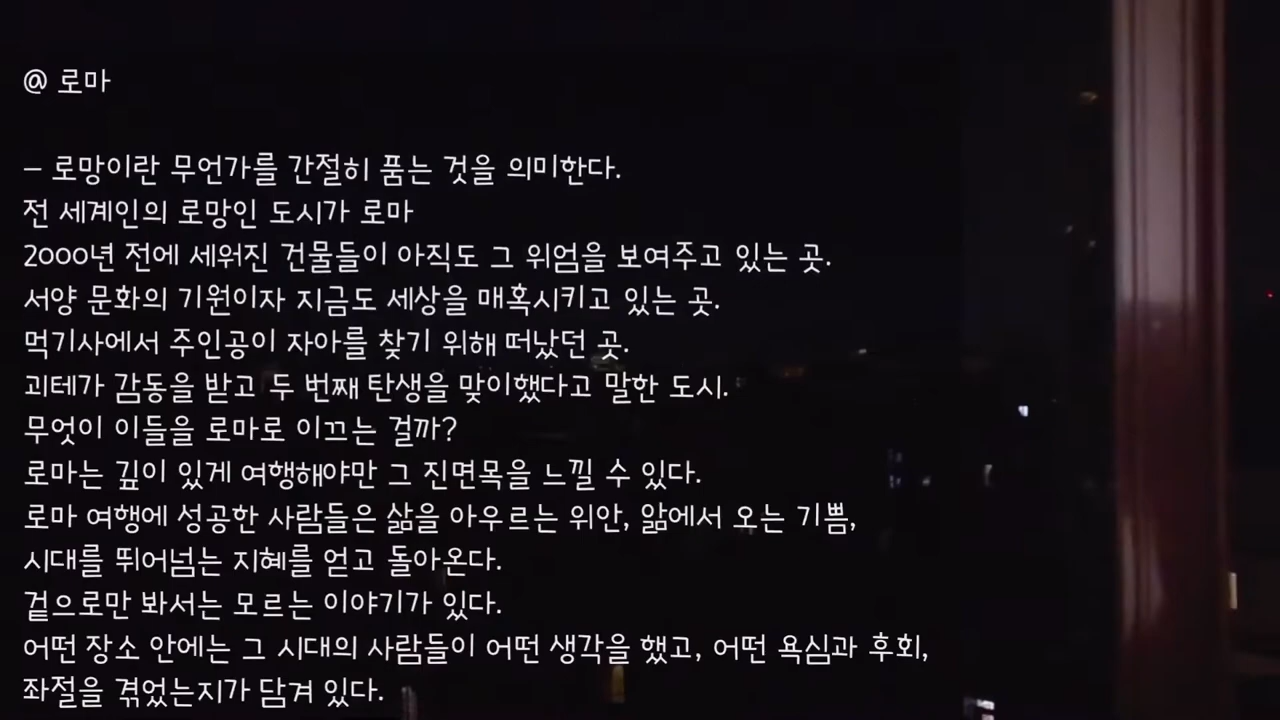 @ 로마
- 로망이란 무언가를 간절히 품는 것을 의미한다.
전 세계인의 로망인 도시가 로마
2000년 전에 세워진 건물들이 아직도 그 위엄을 보여주고 있는 곳.
서양 문화의 기원이자 지금도 세상을 매혹시키고 있는 곳.
먹기사에서 주인공이 자아를 찾기 위해 떠났던 곳.
괴테가 감동을 받고 두 번째 탄생을 맞이했다고 말한 도시.
무엇이 이들을 로마로 이끄는 걸까?
로마는 깊이 있게 여행해야만 그 진면목을 느낄 수 있다.
로마 여행에 성공한 사람들은 삶을 아우르는 위안, 앎에서 오는 기쁨,
시대를 뛰어넘는 지혜를 얻고 돌아온다.
겉으로만 봐서는 모르는 이야기가 있다.
어떤 장소 안에는 그 시대의 사람들이 어떤 생각을 했고, 어떤 욕심과 후회,
좌절을 겪었는지가 담겨 있다.